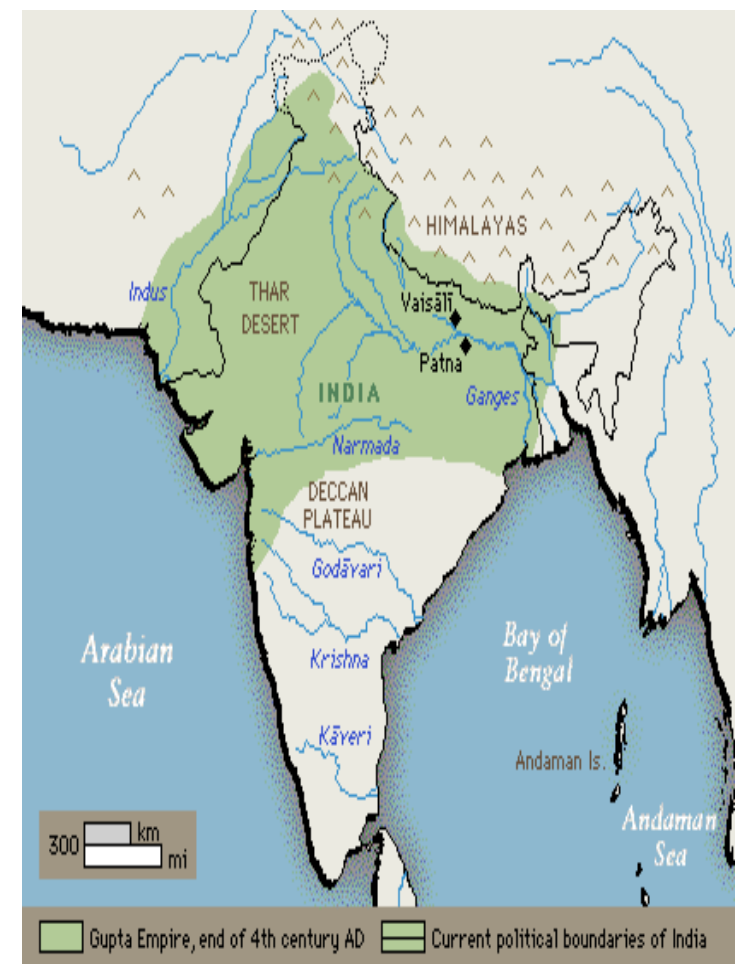 HIMALAYAS
Indus
THAR
DESERT
Vaisālī
Patna
INDIA
Ganges
Narmada
DECCAN
PLATEAU
Godāvari
Arabian
Sea
Krishna
Bay of
Bengal
Kāveri
Andaman Is.
Andaman
Sea
300 km
mi
Gupta Empire, end of 4th century AD
Current political boundaries of India